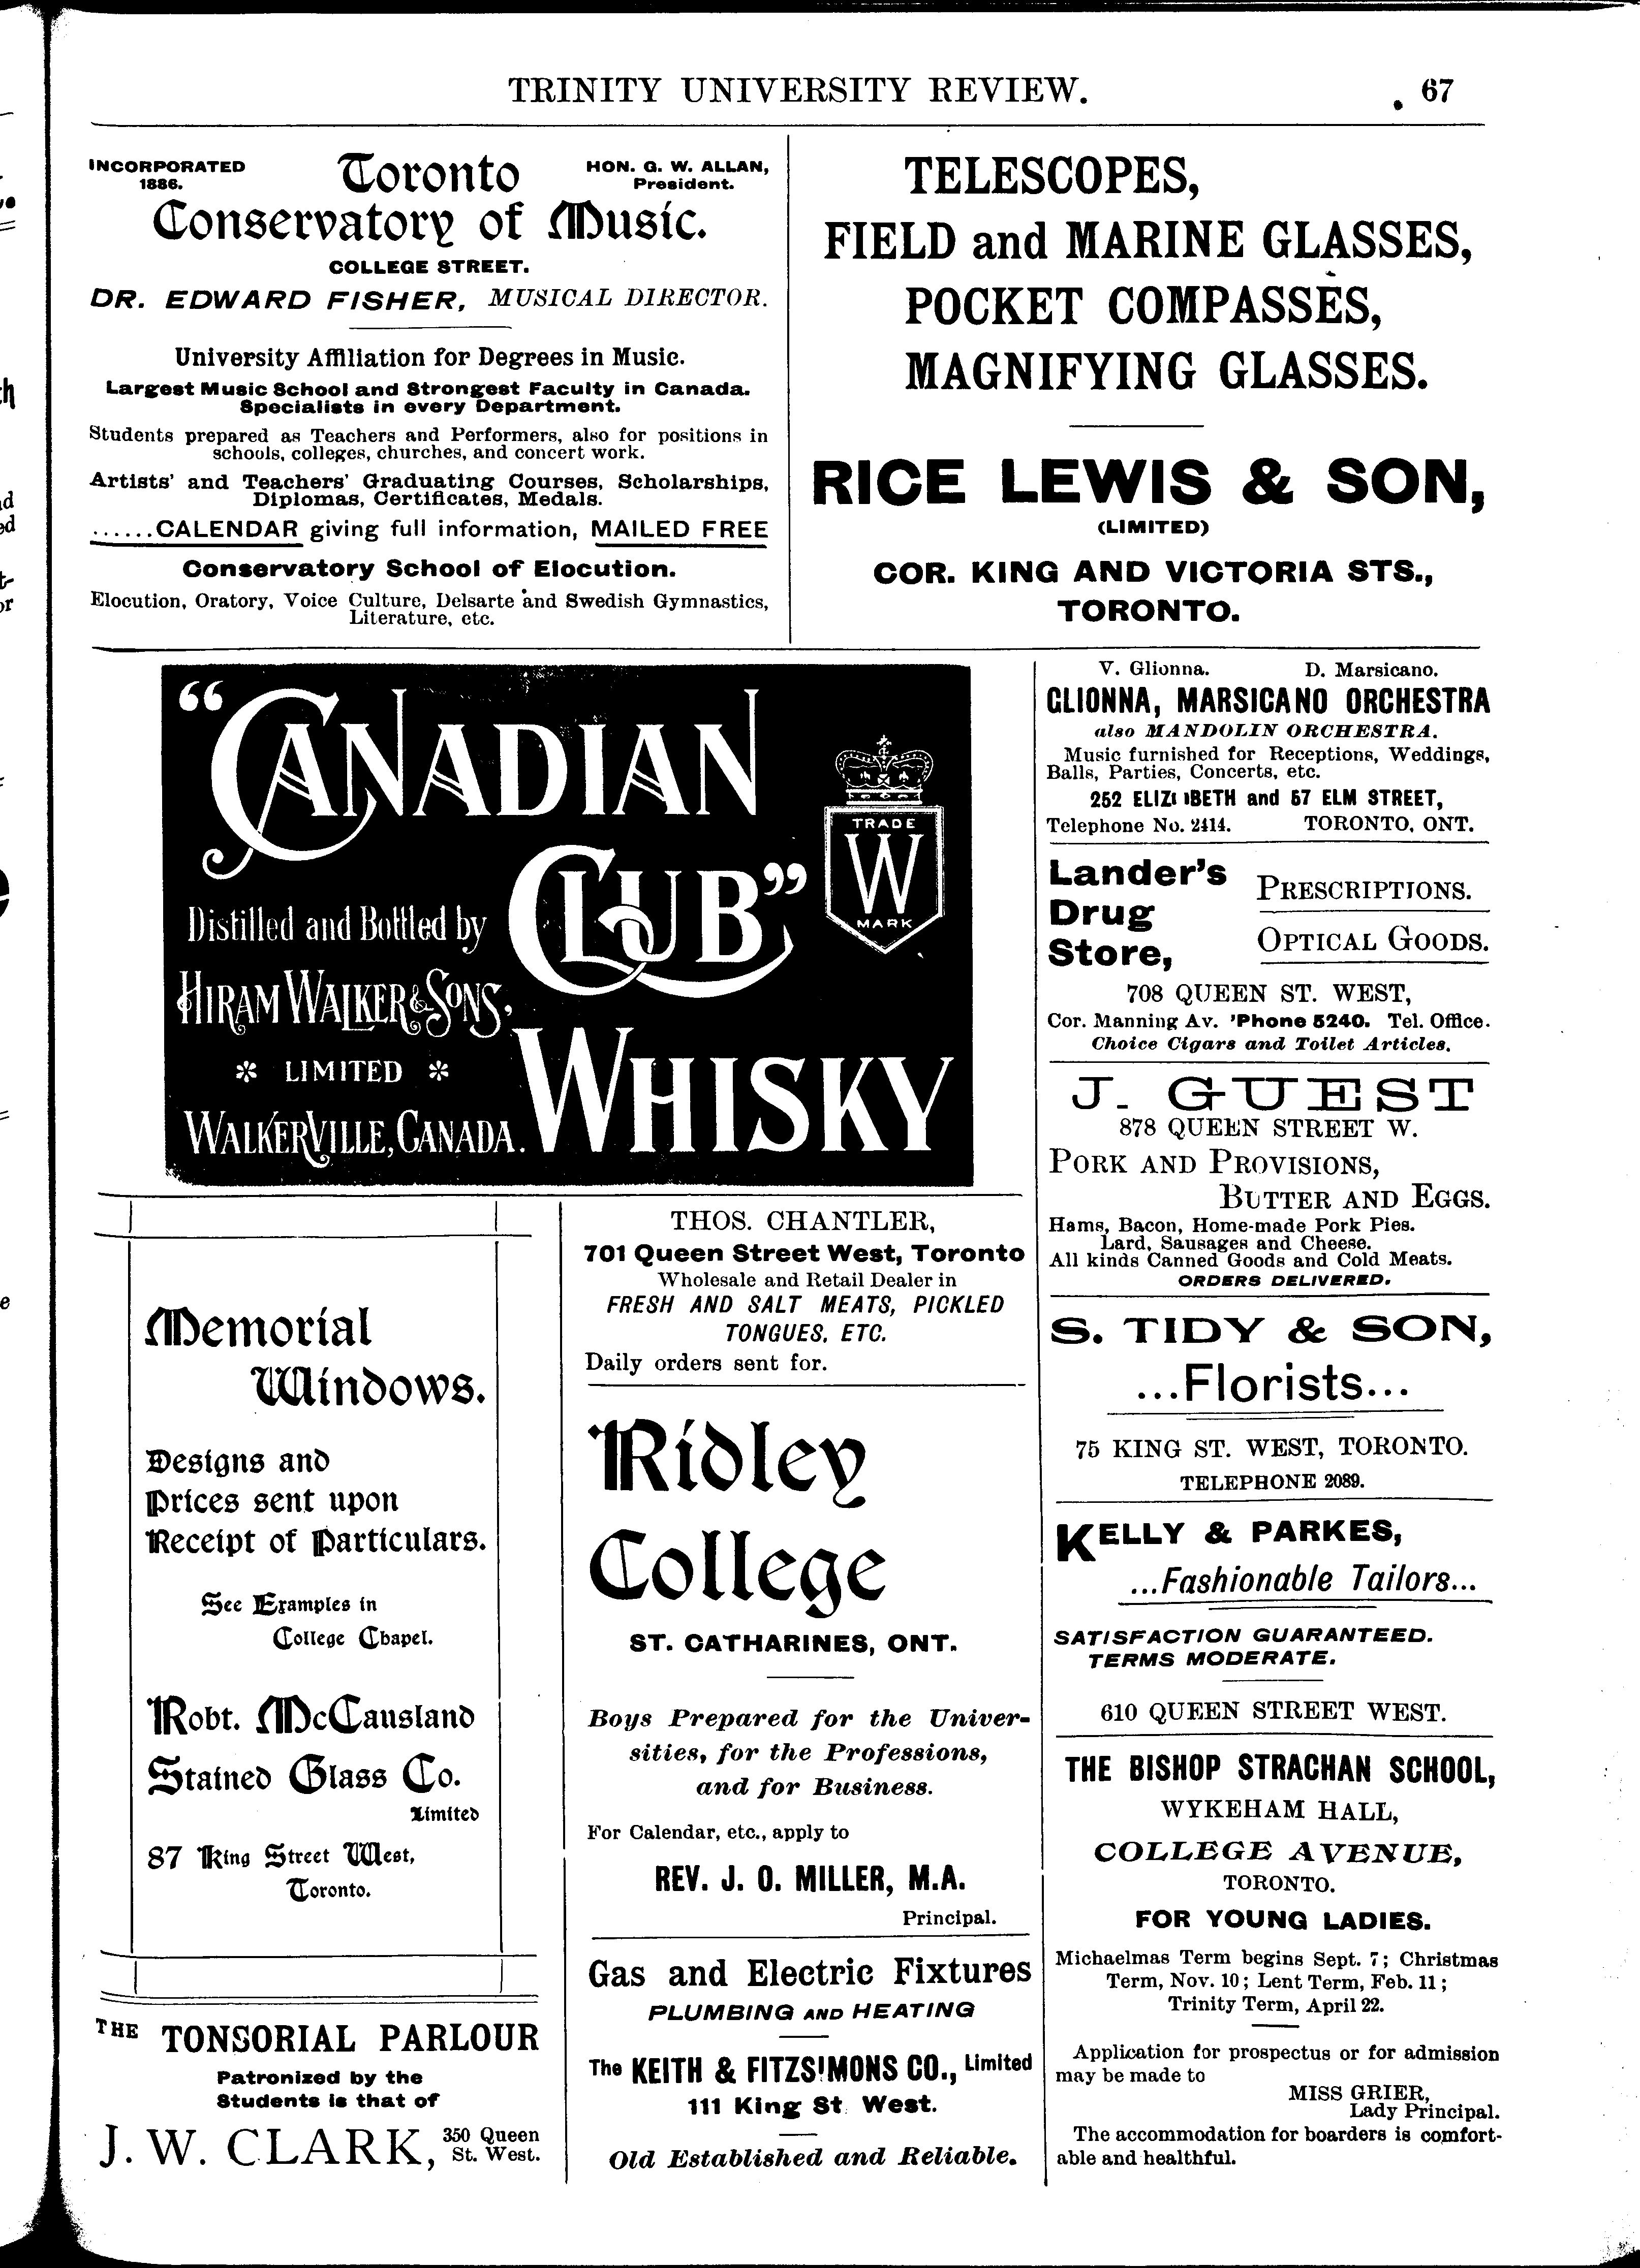 TRINITY UNIVERSITY REVIEW. 67
INCORPORATED
1886.
Toronto
HON. G. W. ALLAN,
President.
Conservatory of Music.
COLLEGE STREET.
DR. EDWARD FISHER, MUSICAL DIRECTOR.
University Affiliation for Degrees in Music.
Largest Music School and Strongest Faculty in Canada.
Specialists in every Department.
Students prepared as Teachers and Performers, also for positions in
schools, colleges, churches, and concert work.
Artists' and Teachers' Graduating Courses, Scholarships,
Diplomas, Certificates, Medals.
......CALENDAR giving full information, MAILED FREE
Conservatory School of Elocution.
Elocution, Oratory, Voice Culture, Delsarte and Swedish Gymnastics,
Literature, etc.
TELESCOPES,
FIELD and MARINE GLASSES,
POCKET COMPASSES,
MAGNIFYING GLASSES.
RICE LEWIS & SON,
(LIMITED)
COR. KING AND VICTORIA STS.,
TORONTO.
"CANADIAN
CLUB"
WHISKY
Distilled and Bottled by
HIRAM WALKER & SONS,
* LIMITED *
WALKERVILLE, CANADA.
TRADE
W
MARK
V. Glionna. D. Marsicano.
GLIONNA, MARSICANO ORCHESTRA
also MANDOLIN ORCHESTRA.
Music furnished for Receptions, Weddings,
Balls, Parties, Concerts, etc.
252 ELIZABETH and 57 ELM STREET,
Telephone No. 2414. TORONTO, ONT.
Lander's
Drug
Store,
PRESCRIPTIONS.
OPTICAL GOODS.
708 QUEEN ST. WEST,
Cor. Manning Av. 'Phone 5240. Tel. Office.
Choice Cigars and Toilet Articles.
J. GUEST
878 QUEEN STREET W.
PORK AND PROVISIONS,
BUTTER AND EGGS.
Hams, Bacon, Home-made Pork Pies.
Lard, Sausages and Cheese.
All kinds Canned Goods and Cold Meats.
ORDERS DELIVERED.
S. TIDY & SON,
...Florists...
75 KING ST. WEST, TORONTO.
TELEPHONE 2089.
KELLY & PARKES,
...Fashionable Tailors...
SATISFACTION GUARANTEED.
TERMS MODERATE.
610 QUEEN STREET WEST.
THE BISHOP STRACHAN SCHOOL,
WYKEHAM HALL,
COLLEGE AVENUE,
TORONTO.
FOR YOUNG LADIES.
Michaelmas Term begins Sept. 7; Christmas
Term, Nov. 10; Lent Term, Feb. 11;
Trinity Term, April 22.
Application for prospectus or for admission
may be made to
MISS GRIER,
Lady Principal.
The accommodation for boarders is comfort-
able and healthful.
Memorial
Windows.
Designs and
Prices sent upon
Receipt of Particulars.
See Examples in
College Chapel.
Robt. McCausland
Stained Glass Co.
Limited
87 King Street West,
Toronto.
THE TONSORIAL PARLOUR
Patronized by the
Students is that of
J. W. CLARK, 350 Queen
St. West.
THOS. CHANTLER,
701 Queen Street West, Toronto
Wholesale and Retail Dealer in
FRESH AND SALT MEATS, PICKLED
TONGUES, ETC.
Daily orders sent for.
Ridley
College
ST. CATHARINES, ONT.
Boys Prepared for the Univer-
sities, for the Professions,
and for Business.
For Calendar, etc., apply to
REV. J. O. MILLER, M.A.
Principal.
Gas and Electric Fixtures
PLUMBING AND HEATING
The KEITH & FITZSIMONS CO., Limited
111 King St. West.
Old Established and Reliable.